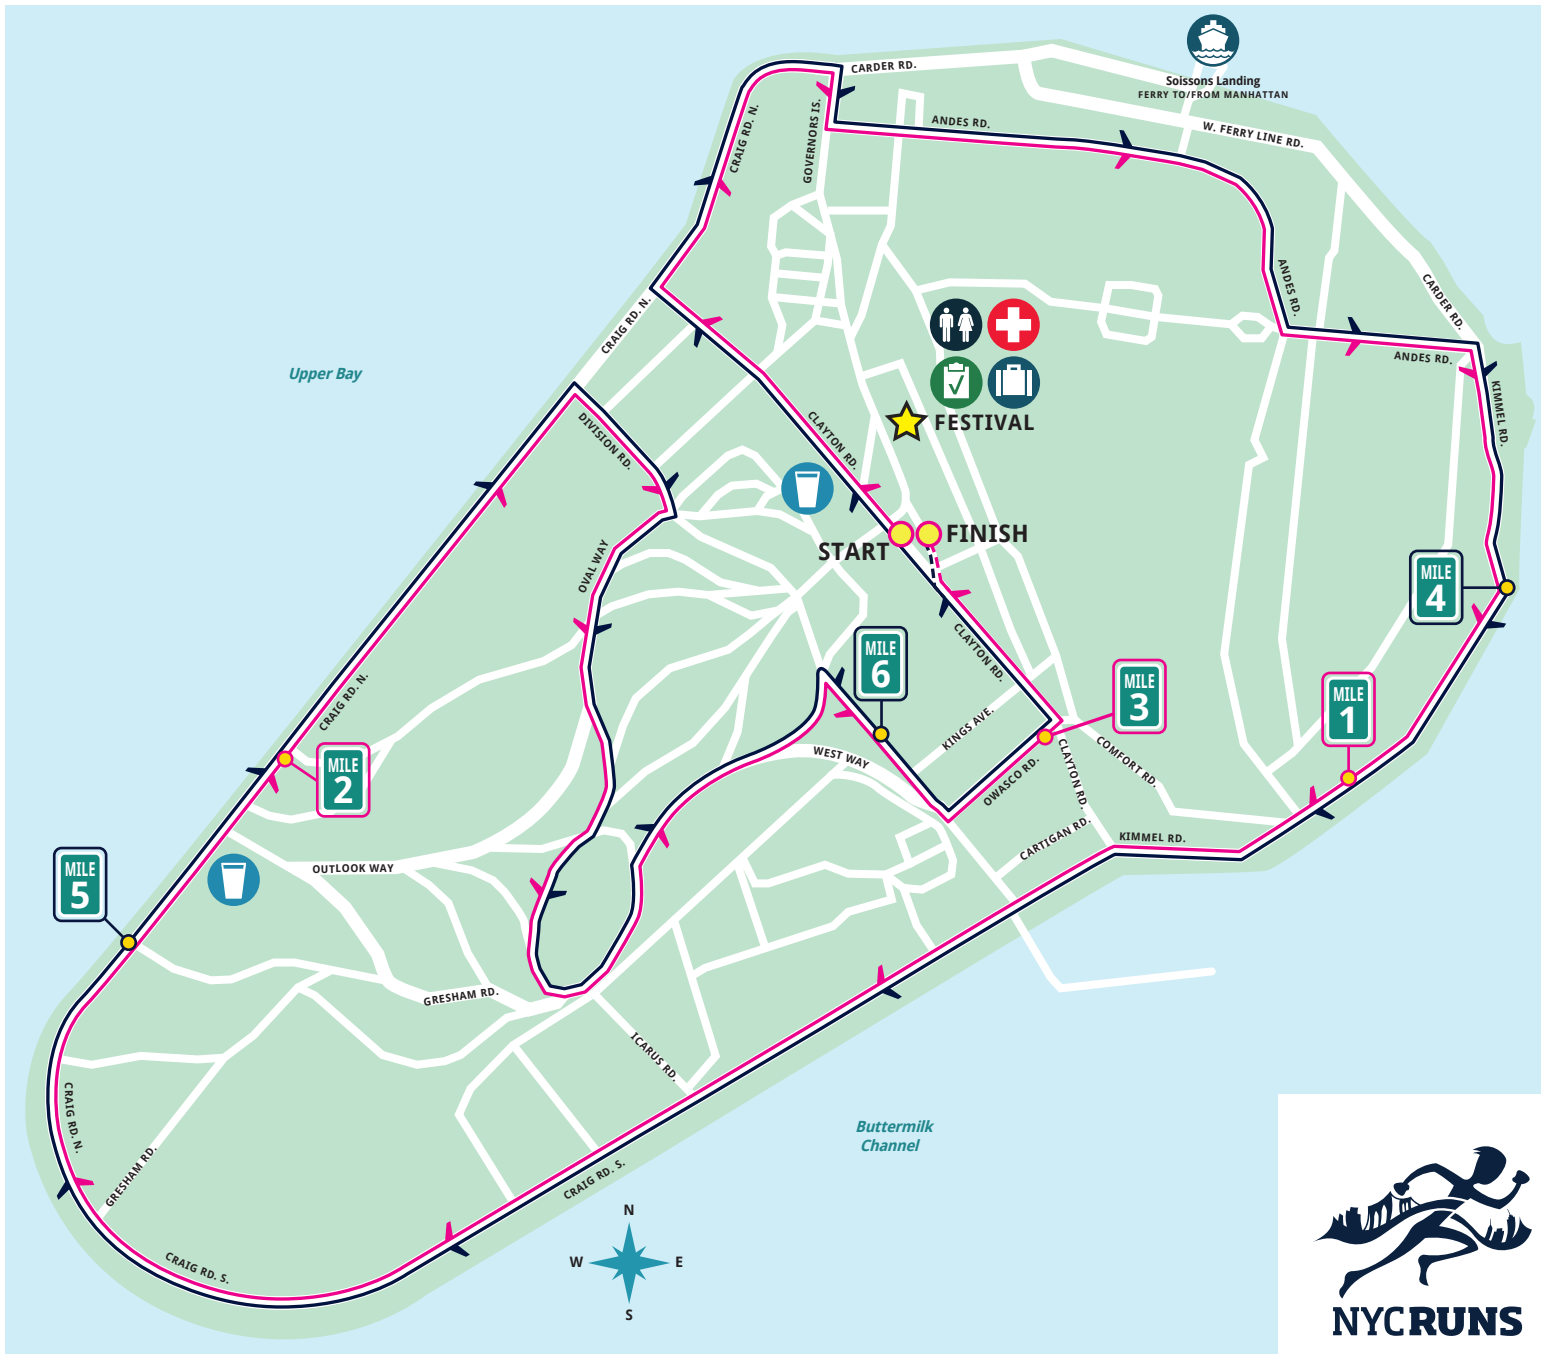 Soissons Landing
FERRY TO/FROM MANHATTAN
CARDER RD.
ANDES RD.
W. FERRY LINE RD.
CRAIG RD. N.
GOVERNORS IS.
ANDES RD.
CARDER RD.
CRAIG RD. N.
ANDES RD.
KIMMEL RD.
Upper Bay
FESTIVAL
DIVISION RD.
CLAYTON RD.
START
FINISH
OVAL WAY
MILE
4
CLAYTON RD.
MILE
6
MILE
3
MILE
1
CRAIG RD. N.
KINGS AVE.
WEST WAY
COMFORT RD.
CLAYTON RD.
OWASCO RD.
MILE
2
CARTIGAN RD.
KIMMEL RD.
OUTLOOK WAY
MILE
5
GRESHAM RD.
ICARUS RD.
CRAIG RD. N.
GRESHAM RD.
Buttermilk
Channel
CRAIG RD. S.
CRAIG RD. S.
N
W
E
S
NYCRUNS